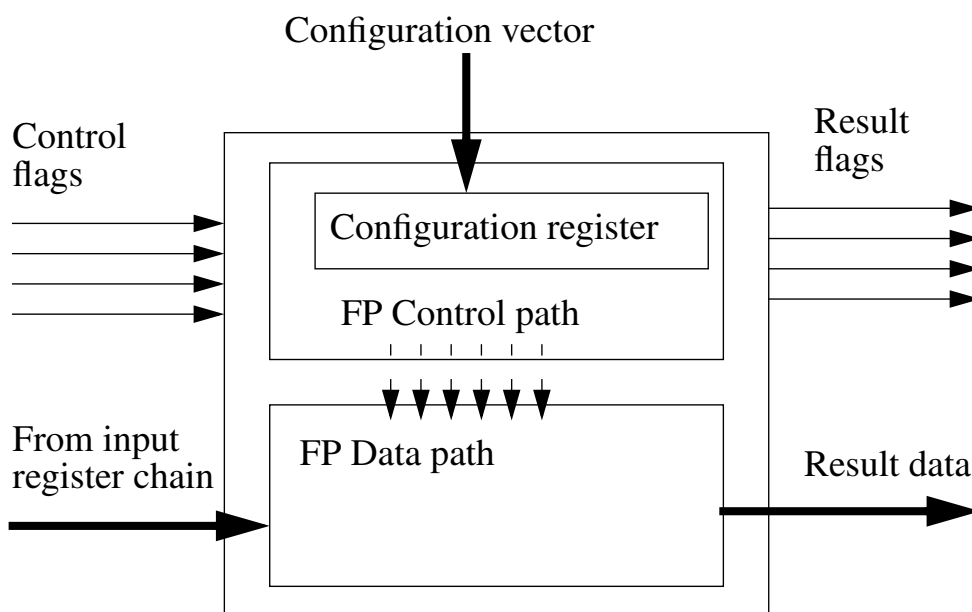 Configuration vector
Control
flags
Result
flags
Configuration register
FP Control path
From input
register chain
FP Data path
Result data